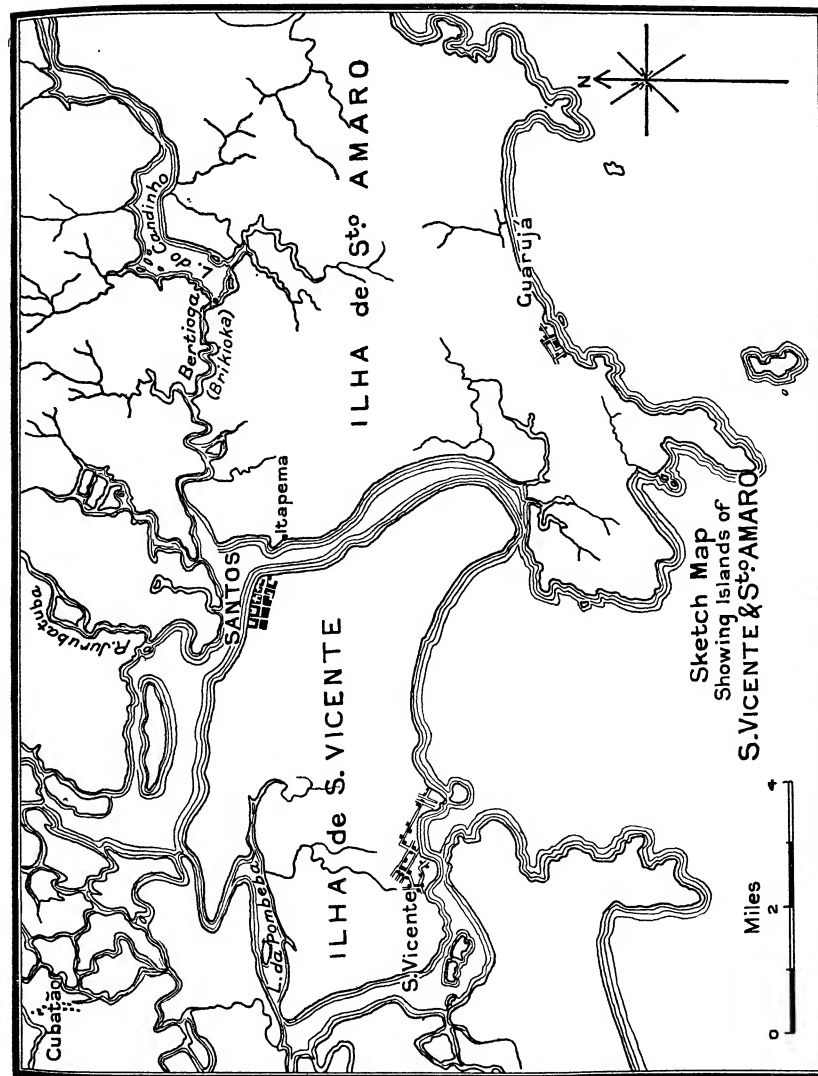 Cubatão
R. Jurubatuba
L. do Candinho
Bertioga
(Brikioka)
SANTOS
Itapema
ILHA de Sto. AMARO
L. da Pombeba
ILHA de S. VICENTE
S. Vicente
Guarujá
N
Sketch Map
Showing Islands of
S. VICENTE & Sto. AMARO
0 2 4
Miles